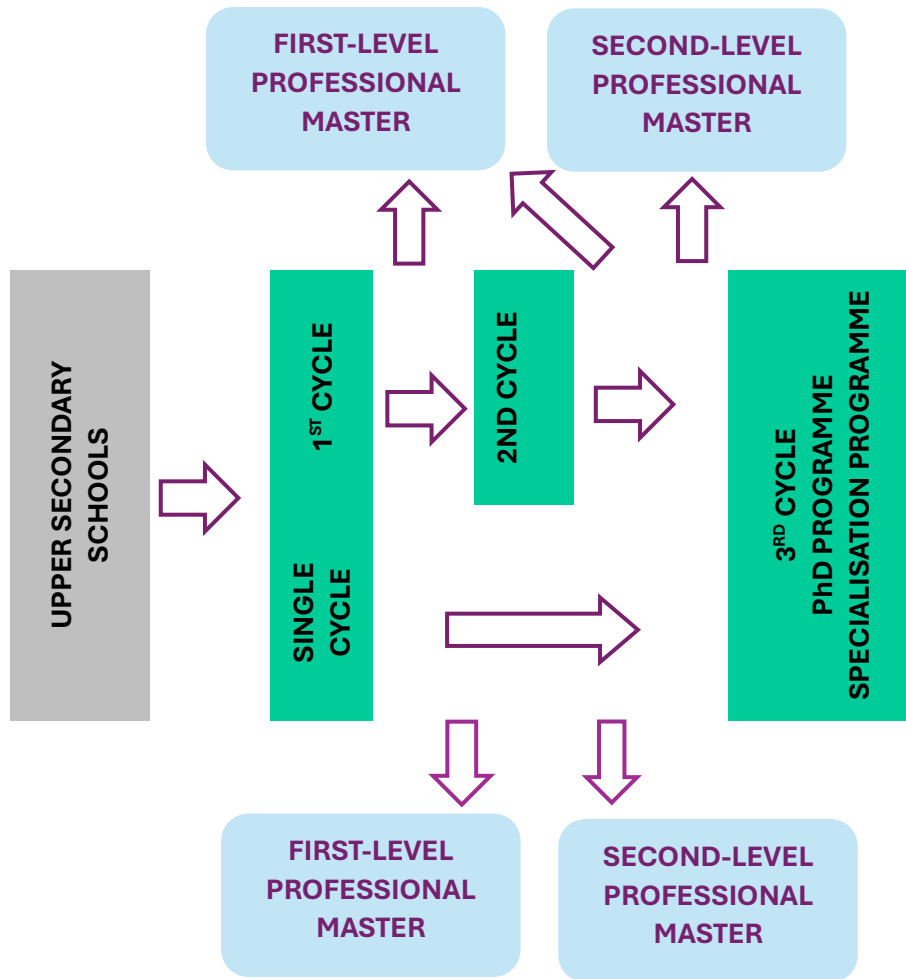 FIRST-LEVEL
PROFESSIONAL
MASTER
SECOND-LEVEL
PROFESSIONAL
MASTER
UPPER SECONDARY
SCHOOLS
1ST CYCLE
SINGLE
CYCLE
2ND CYCLE
3RD CYCLE
PhD PROGRAMME
SPECIALISATION PROGRAMME
FIRST-LEVEL
PROFESSIONAL
MASTER
SECOND-LEVEL
PROFESSIONAL
MASTER